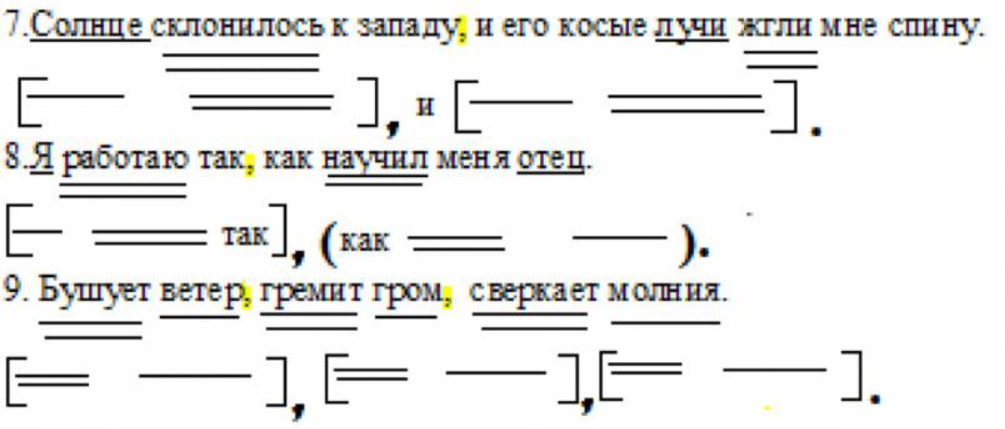 7.Солнце склонилось к западу, и его косые лучи жгли мне спину.
[ ], и [ ].
8.Я работаю так, как научил меня отец.
[ так], (как ).
9. Бушует ветер, гремит гром, сверкает молния.
[ ], [ ],[ ].